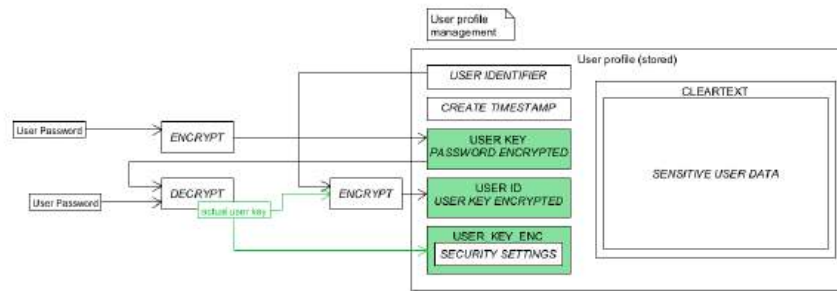 User profile
management
User profile (stored)
USER IDENTIFIER
CLEARTEXT
CREATE TIMESTAMP
User Password
ENCRYPT
USER KEY
PASSWORD ENCRYPTED
SENSITIVE USER DATA
DECRYPT
ENCRYPT
USER ID
USER KEY ENCRYPTED
User Password
actual user key
USER_KEY_ENC
SECURITY SETTINGS